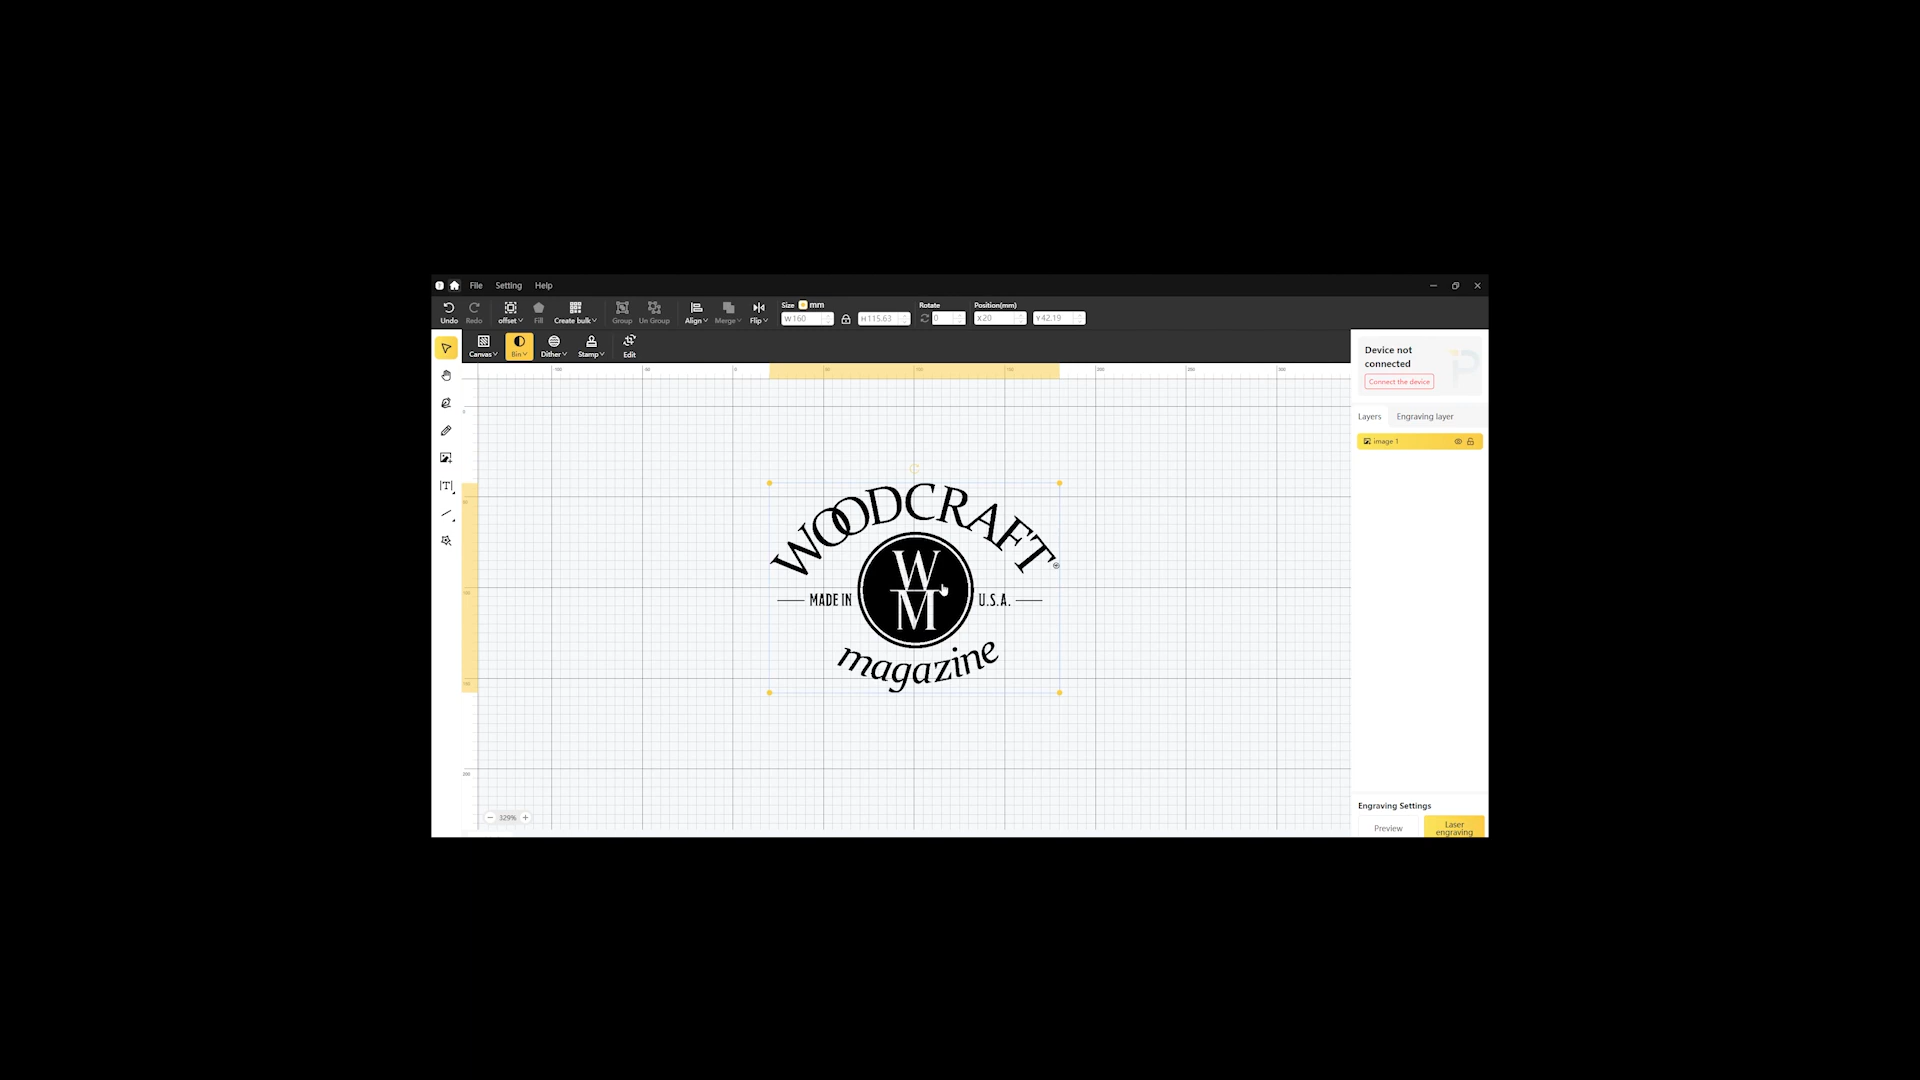 File Setting Help
Undo Redo offset Fill Create bulk Group Un Group Align Merge Flip
Size mm Rotate Position(mm)
W 160 H 115.63 0 X 20 Y 42.19
Canvas Bin Dither Stamp Edit
Device not
connected
Connect the device
Layers Engraving layer
image 1
WOODCRAFT
W
M
MADE IN U.S.A.
magazine
329%
Engraving Settings
Preview Laser
engraving